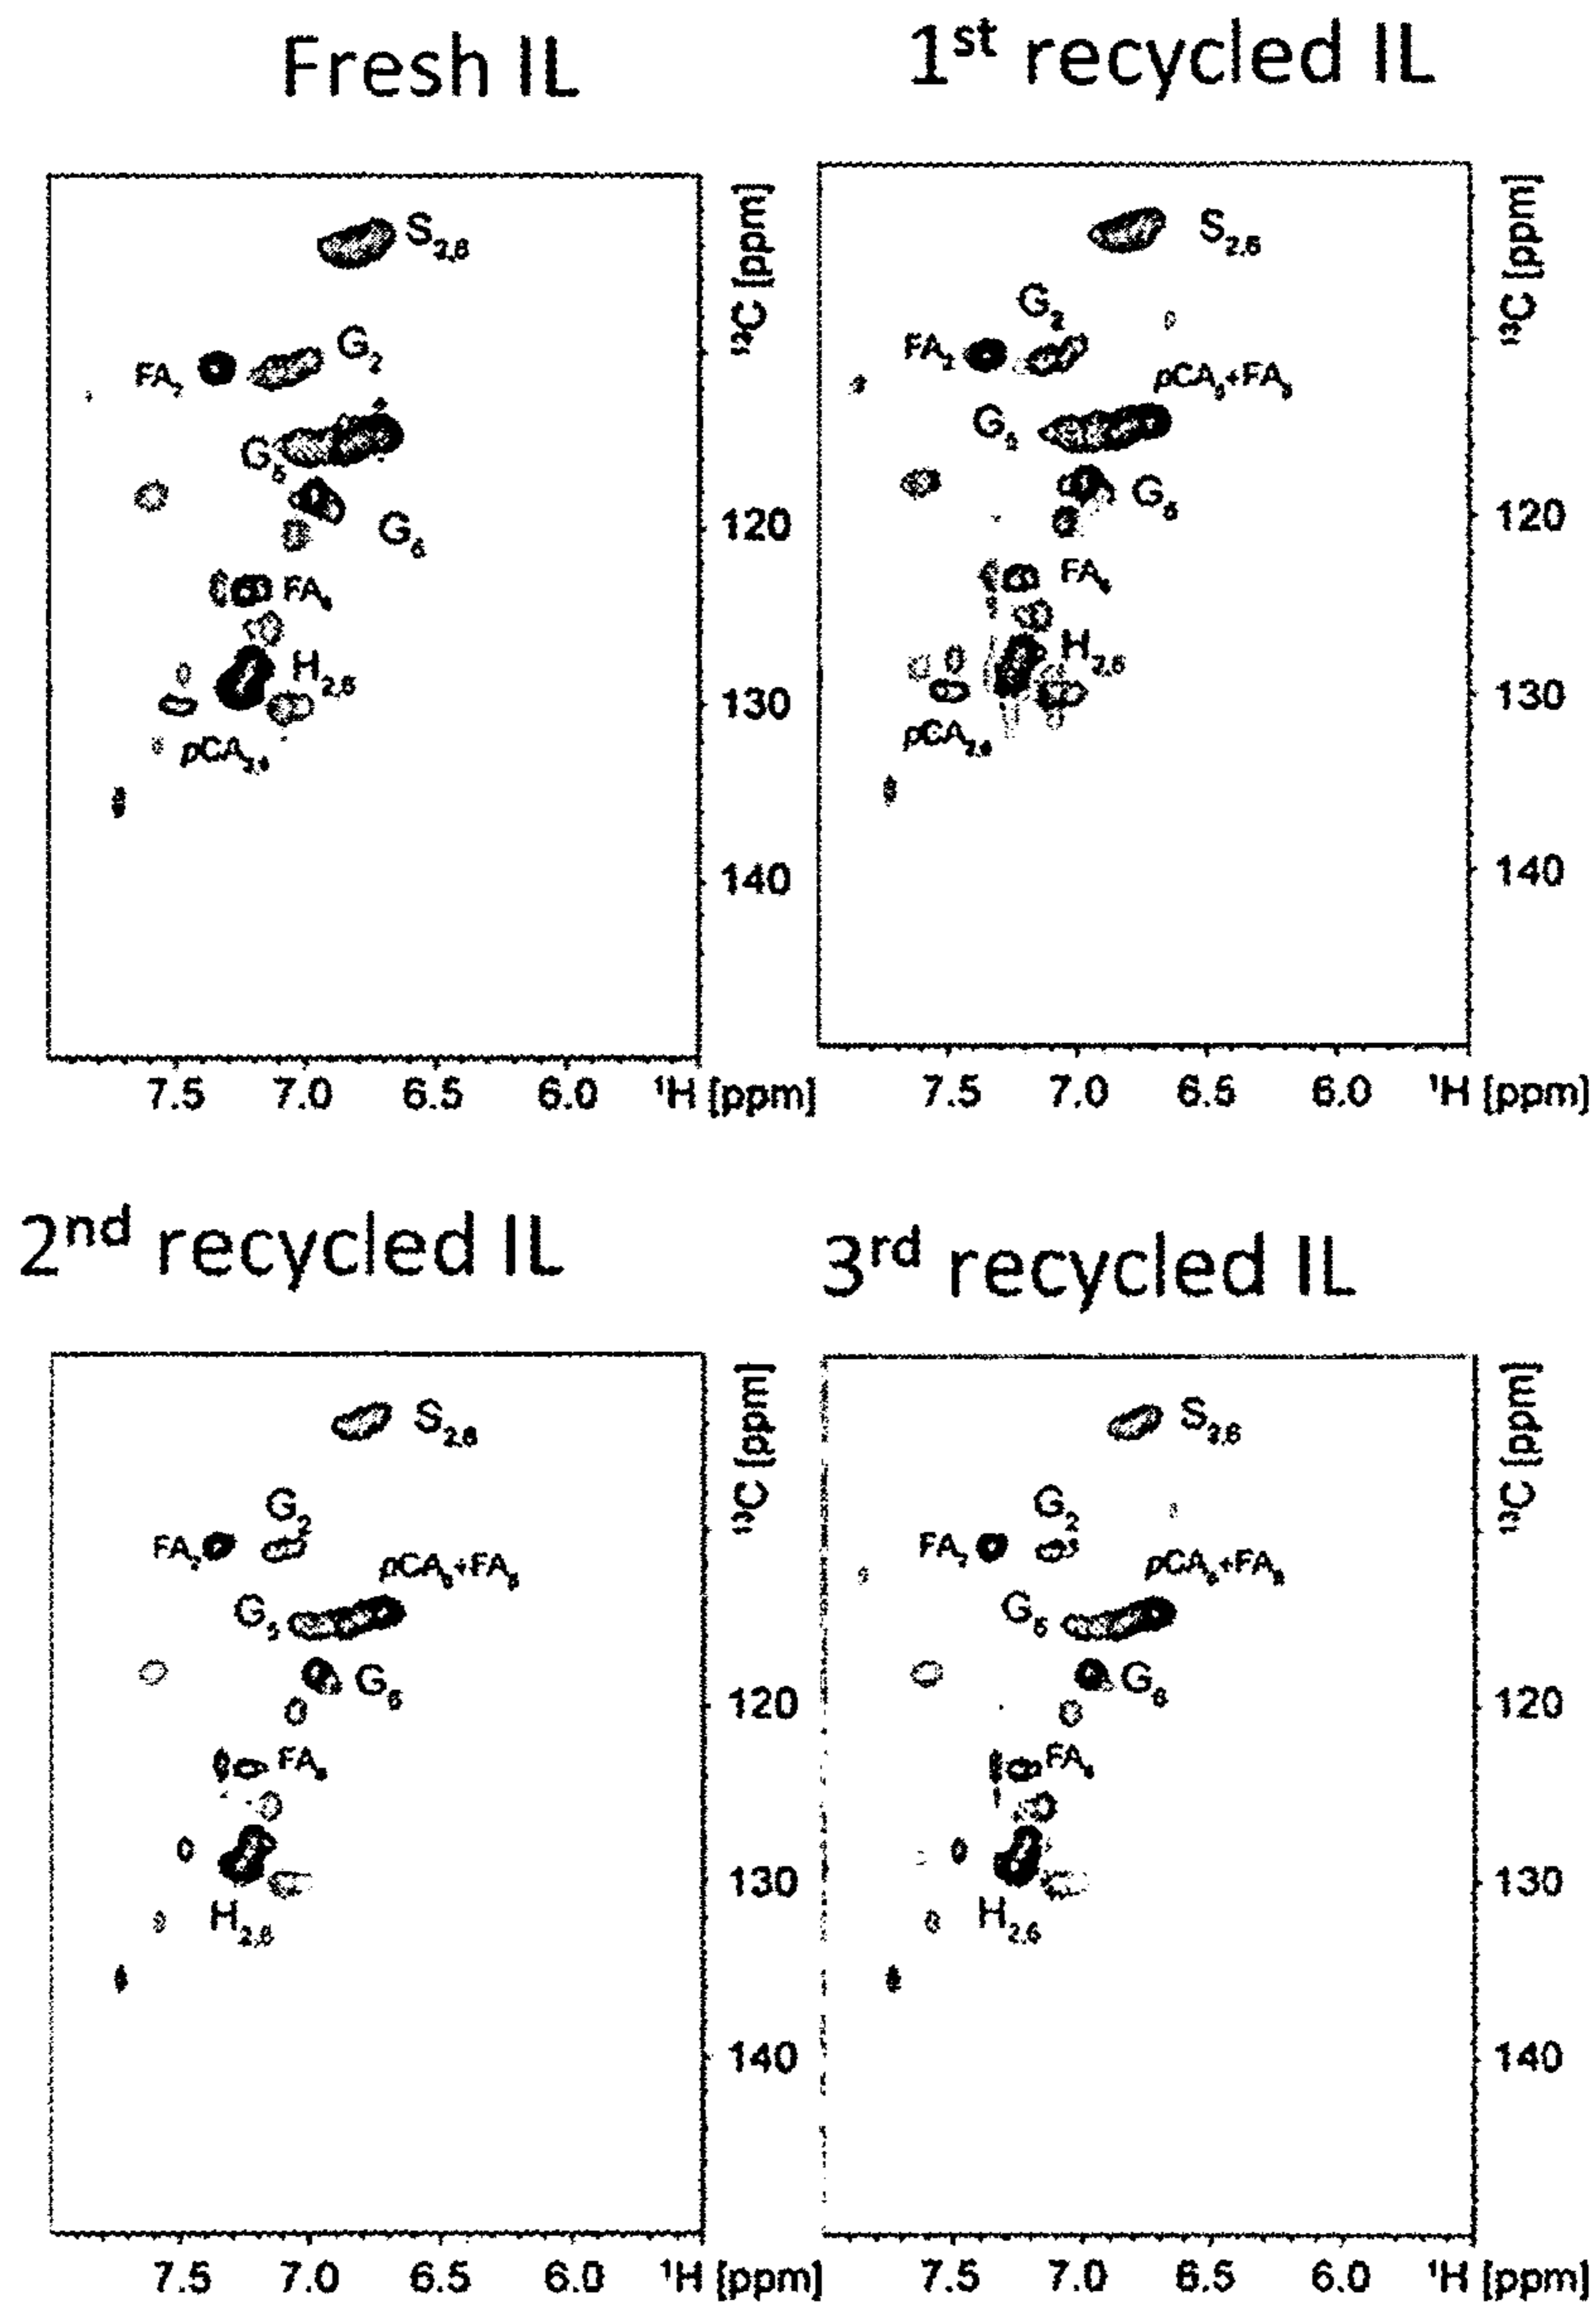 Fresh IL
S2,6
13C [ppm]
FA2
G2
G5
G6
120
FA6
H2,6
130
pCA2,6
140
7.5 7.0 6.5 6.0 1H [ppm]
1st recycled IL
S2,6
13C [ppm]
G2
FA2
pCA5+FA5
G5
G6
120
FA6
H2,6
130
pCA2,6
140
7.5 7.0 6.5 6.0 1H [ppm]
2nd recycled IL
S2,6
13C [ppm]
G2
FA2
pCA5+FA5
G5
G6
120
FA6
130
H2,6
140
7.5 7.0 6.5 6.0 1H [ppm]
3rd recycled IL
S2,6
13C [ppm]
G2
FA2
pCA5+FA5
G5
G6
120
FA6
130
H2,6
140
7.5 7.0 6.5 6.0 1H [ppm]